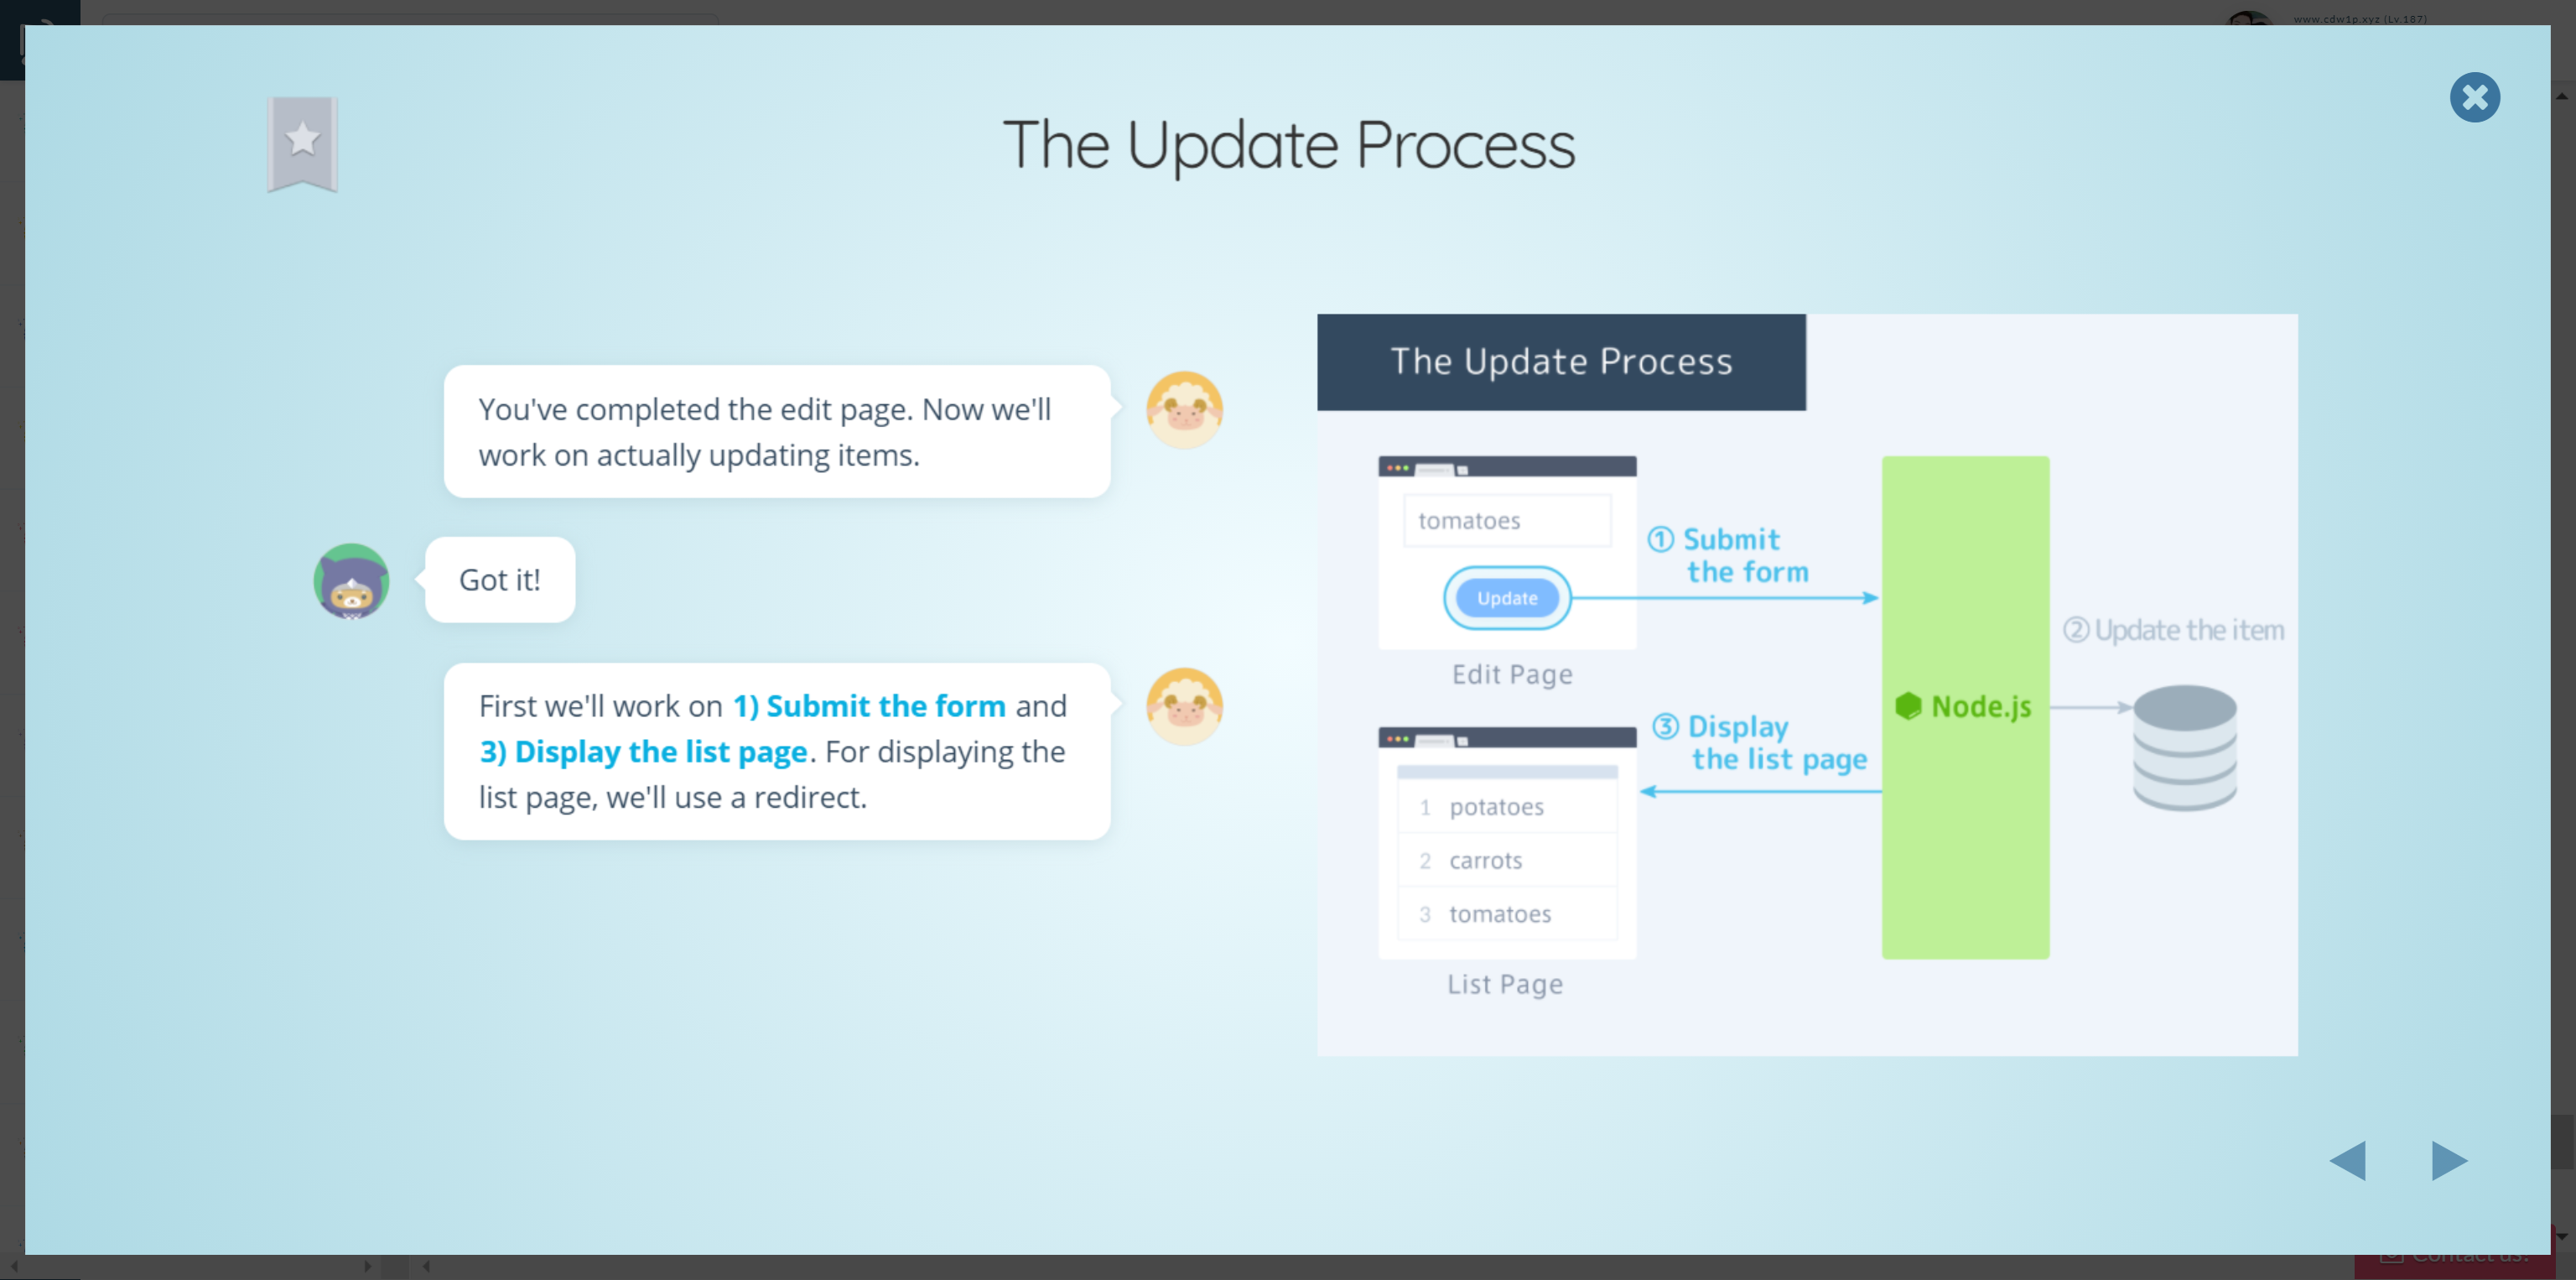 www.cdw1p.xyz (Lv.187)
The Update Process
You've completed the edit page. Now we'll
work on actually updating items.
Got it!
First we'll work on 1) Submit the form and
3) Display the list page. For displaying the
list page, we'll use a redirect.
The Update Process
tomatoes
Update
Edit Page
① Submit
the form
② Update the item
Node.js
③ Display
the list page
1 potatoes
2 carrots
3 tomatoes
List Page
Contact us!